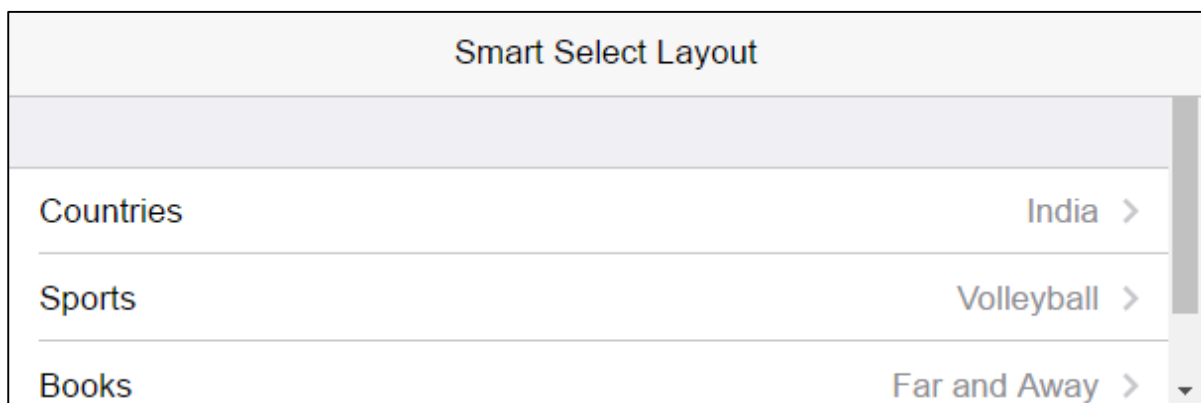 Smart Select Layout
Countries India
Sports Volleyball
Books Far and Away